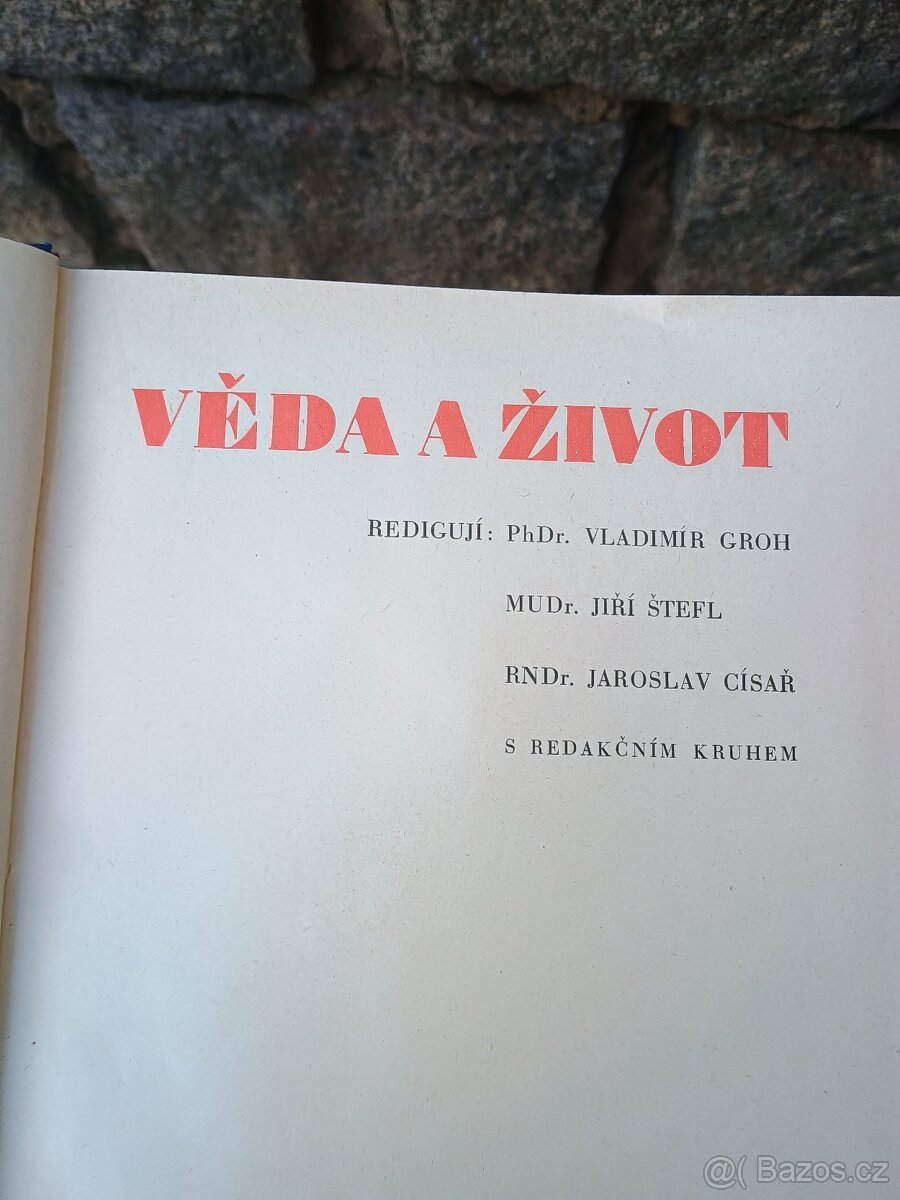 VĚDA A ŽIVOT
REDIGUJÍ: PhDr. VLADIMÍR GROH
MUDr. JIŘÍ ŠTEFL
RNDr. JAROSLAV CÍSAŘ
S REDAKČNÍM KRUHEM
@( Bazos.cz